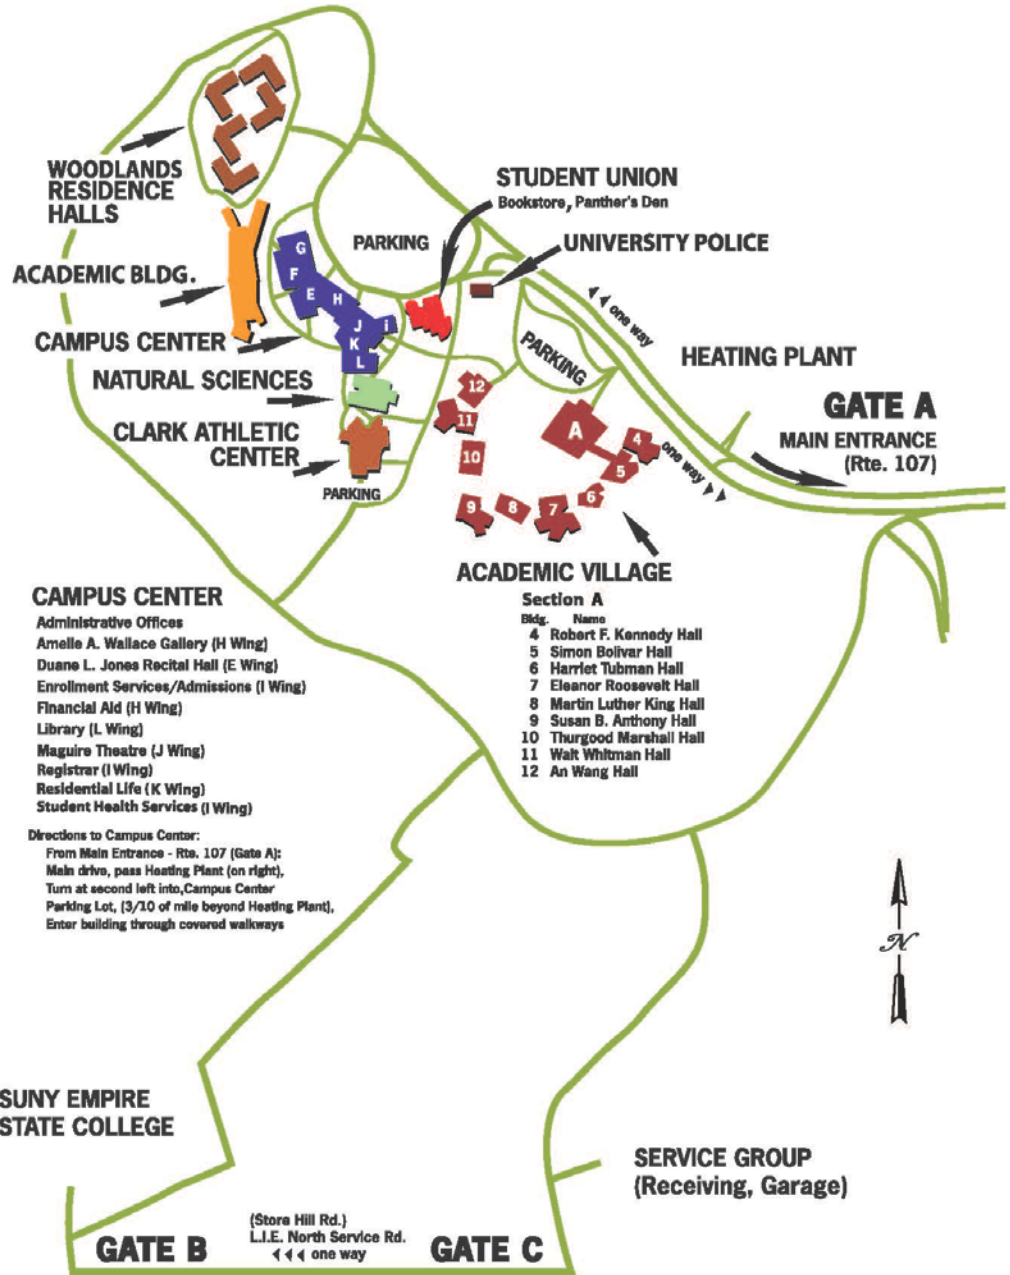 WOODLANDS
RESIDENCE
HALLS
STUDENT UNION
Bookstore, Panther's Den
PARKING
UNIVERSITY POLICE
ACADEMIC BLDG.
G
F
E
H
J
i
K
L
CAMPUS CENTER
one way
PARKING
HEATING PLANT
NATURAL SCIENCES
12
GATE A
MAIN ENTRANCE
(Rte. 107)
CLARK ATHLETIC
CENTER
11
A
4
one way
10
5
PARKING
6
9
8
7
ACADEMIC VILLAGE
Section A
Bldg. Name
4 Robert F. Kennedy Hall
5 Simon Bolivar Hall
6 Harriet Tubman Hall
7 Eleanor Roosevelt Hall
8 Martin Luther King Hall
9 Susan B. Anthony Hall
10 Thurgood Marshall Hall
11 Walt Whitman Hall
12 An Wang Hall
CAMPUS CENTER
Administrative Offices
Amelie A. Wallace Gallery (H Wing)
Duane L. Jones Recital Hall (E Wing)
Enrollment Services/Admissions (I Wing)
Financial Aid (H Wing)
Library (L Wing)
Maguire Theatre (J Wing)
Registrar (I Wing)
Residential Life (K Wing)
Student Health Services (I Wing)
Directions to Campus Center:
From Main Entrance - Rte. 107 (Gate A):
Main drive, pass Heating Plant (on right),
Turn at second left into,Campus Center
Parking Lot, (3/10 of mile beyond Heating Plant),
Enter building through covered walkways
N
SUNY EMPIRE
STATE COLLEGE
SERVICE GROUP
(Receiving, Garage)
(Store Hill Rd.)
L.I.E. North Service Rd.
one way
GATE B
GATE C